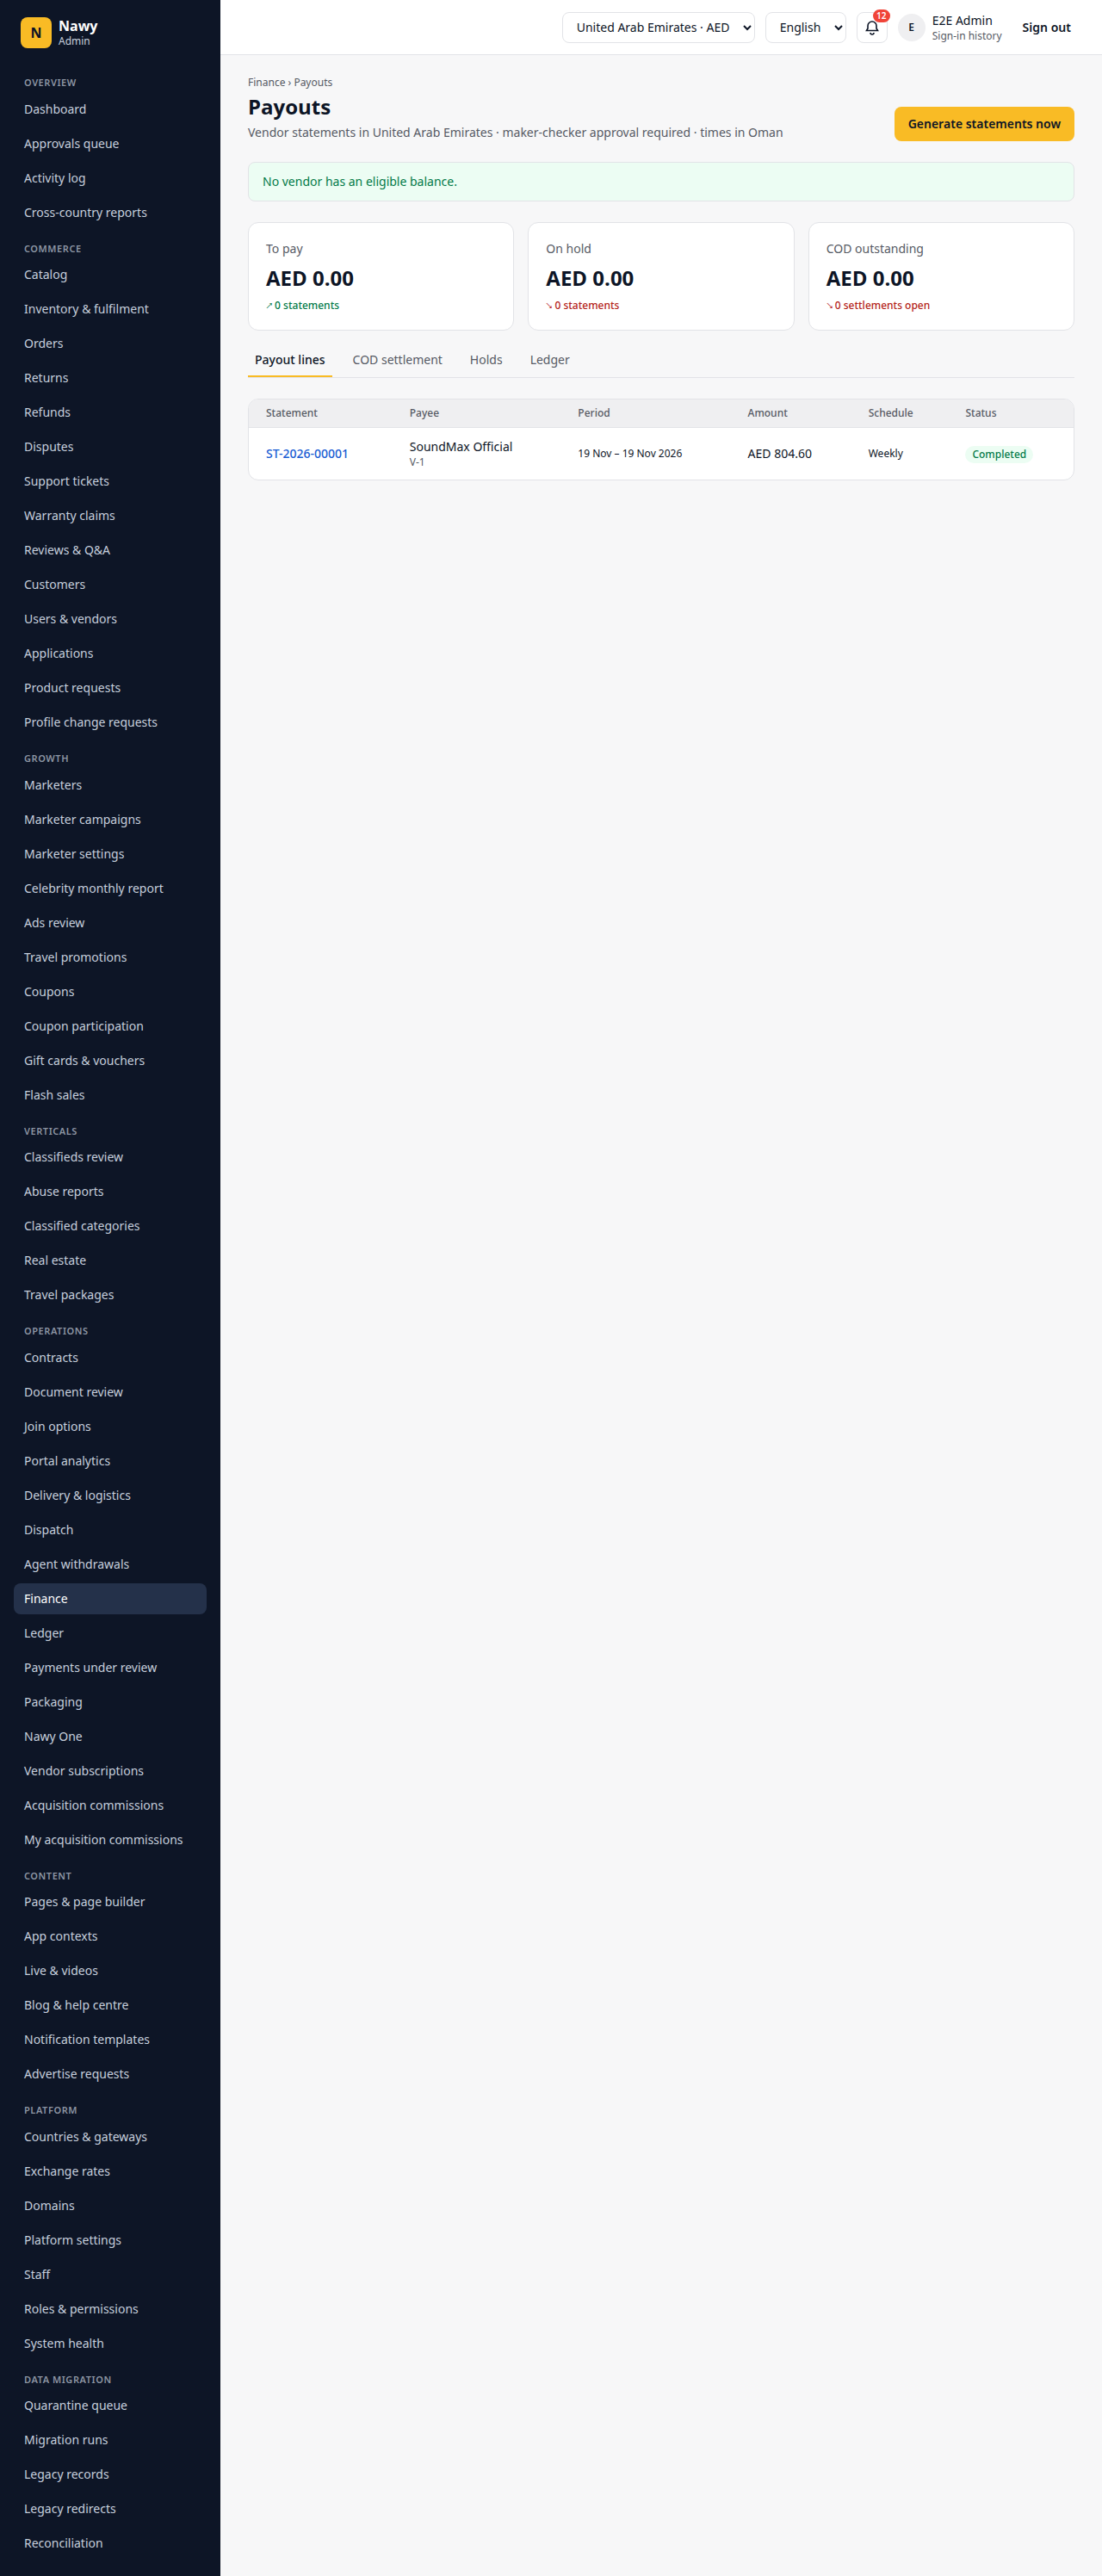 N
Nawy
Admin
OVERVIEW
Dashboard
Approvals queue
Activity log
Cross-country reports
COMMERCE
Catalog
Inventory & fulfilment
Orders
Returns
Refunds
Disputes
Support tickets
Warranty claims
Reviews & Q&A
Customers
Users & vendors
Applications
Product requests
Profile change requests
GROWTH
Marketers
Marketer campaigns
Marketer settings
Celebrity monthly report
Ads review
Travel promotions
Coupons
Coupon participation
Gift cards & vouchers
Flash sales
VERTICALS
Classifieds review
Abuse reports
Classified categories
Real estate
Travel packages
OPERATIONS
Contracts
Document review
Join options
Portal analytics
Delivery & logistics
Dispatch
Agent withdrawals
Finance
Ledger
Payments under review
Packaging
Nawy One
Vendor subscriptions
Acquisition commissions
My acquisition commissions
CONTENT
Pages & page builder
App contexts
Live & videos
Blog & help centre
Notification templates
Advertise requests
PLATFORM
Countries & gateways
Exchange rates
Domains
Platform settings
Staff
Roles & permissions
System health
DATA MIGRATION
Quarantine queue
Migration runs
Legacy records
Legacy redirects
Reconciliation
United Arab Emirates · AED
English
12
E
E2E Admin
Sign-in history
Sign out
Finance › Payouts
Payouts
Vendor statements in United Arab Emirates · maker-checker approval required · times in Oman
Generate statements now
No vendor has an eligible balance.
To pay
AED 0.00
↗ 0 statements
On hold
AED 0.00
↘ 0 statements
COD outstanding
AED 0.00
↘ 0 settlements open
Payout lines COD settlement Holds Ledger
Statement Payee Period Amount Schedule Status
ST-2026-00001 SoundMax Official 19 Nov – 19 Nov 2026 AED 804.60 Weekly Completed
V-1